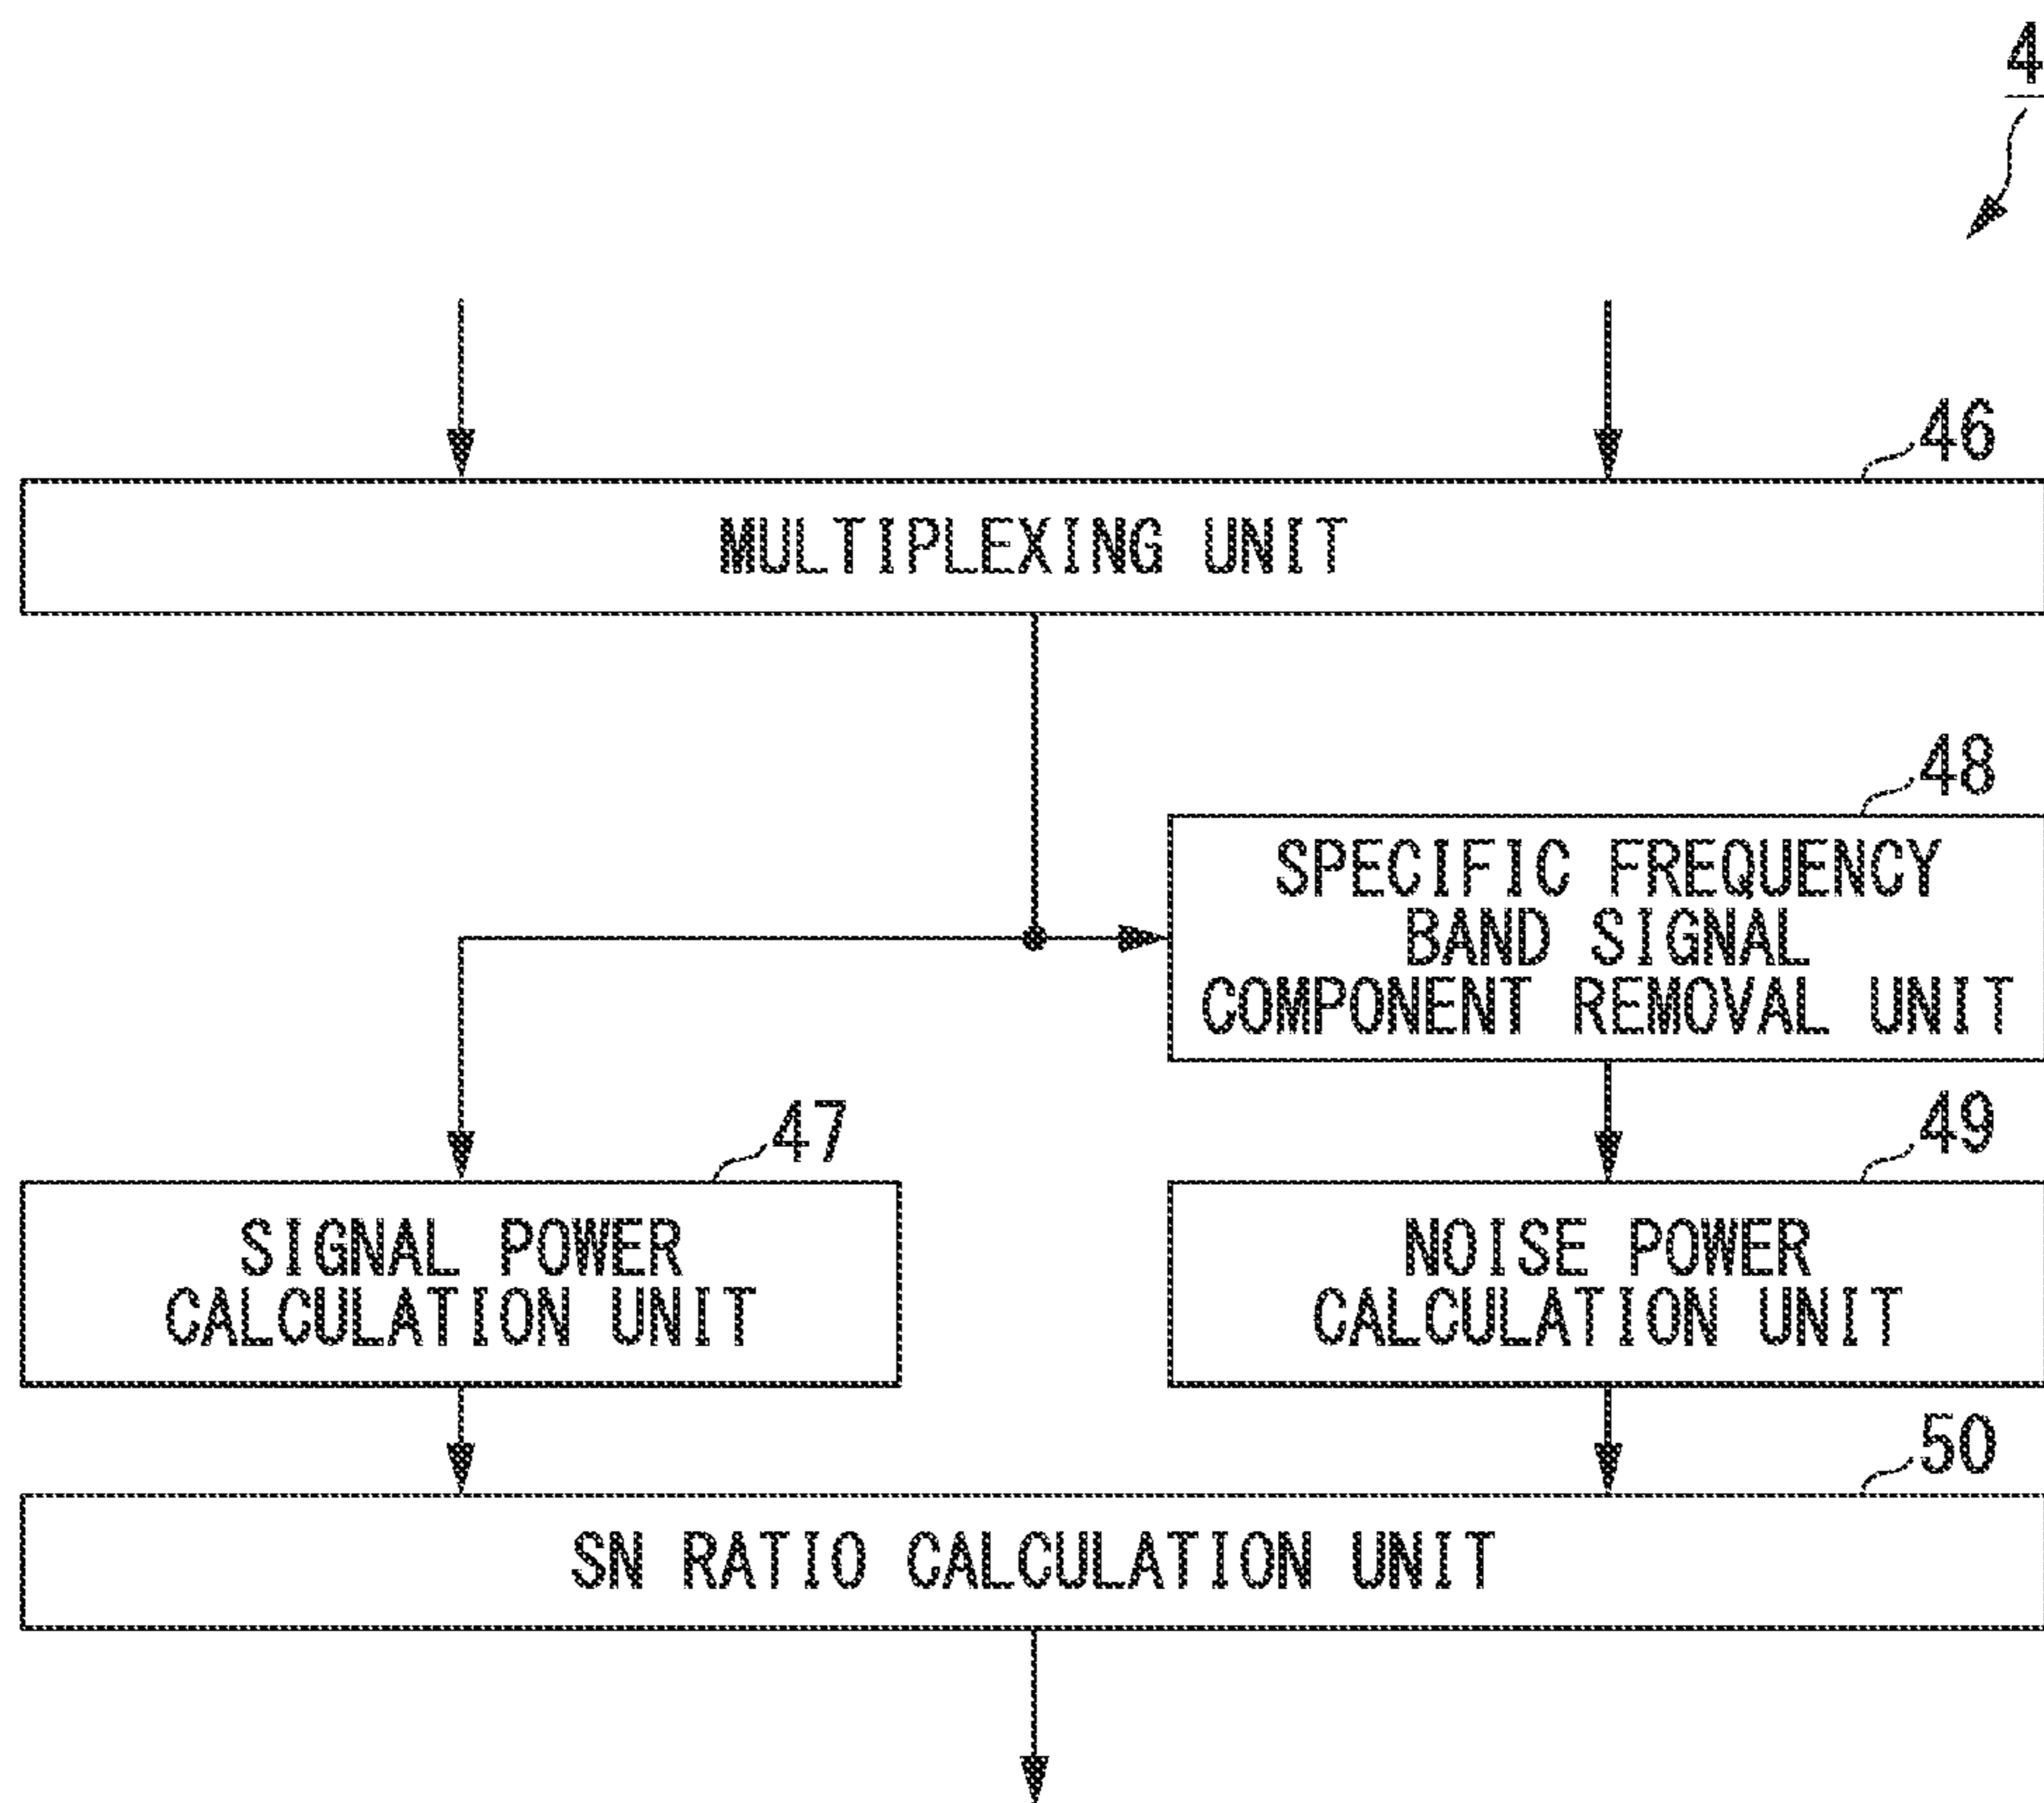 4
46
MULTIPLEXING UNIT
48
SPECIFIC FREQUENCY
BAND SIGNAL
COMPONENT REMOVAL UNIT
47
49
SIGNAL POWER
CALCULATION UNIT
NOISE POWER
CALCULATION UNIT
50
SN RATIO CALCULATION UNIT